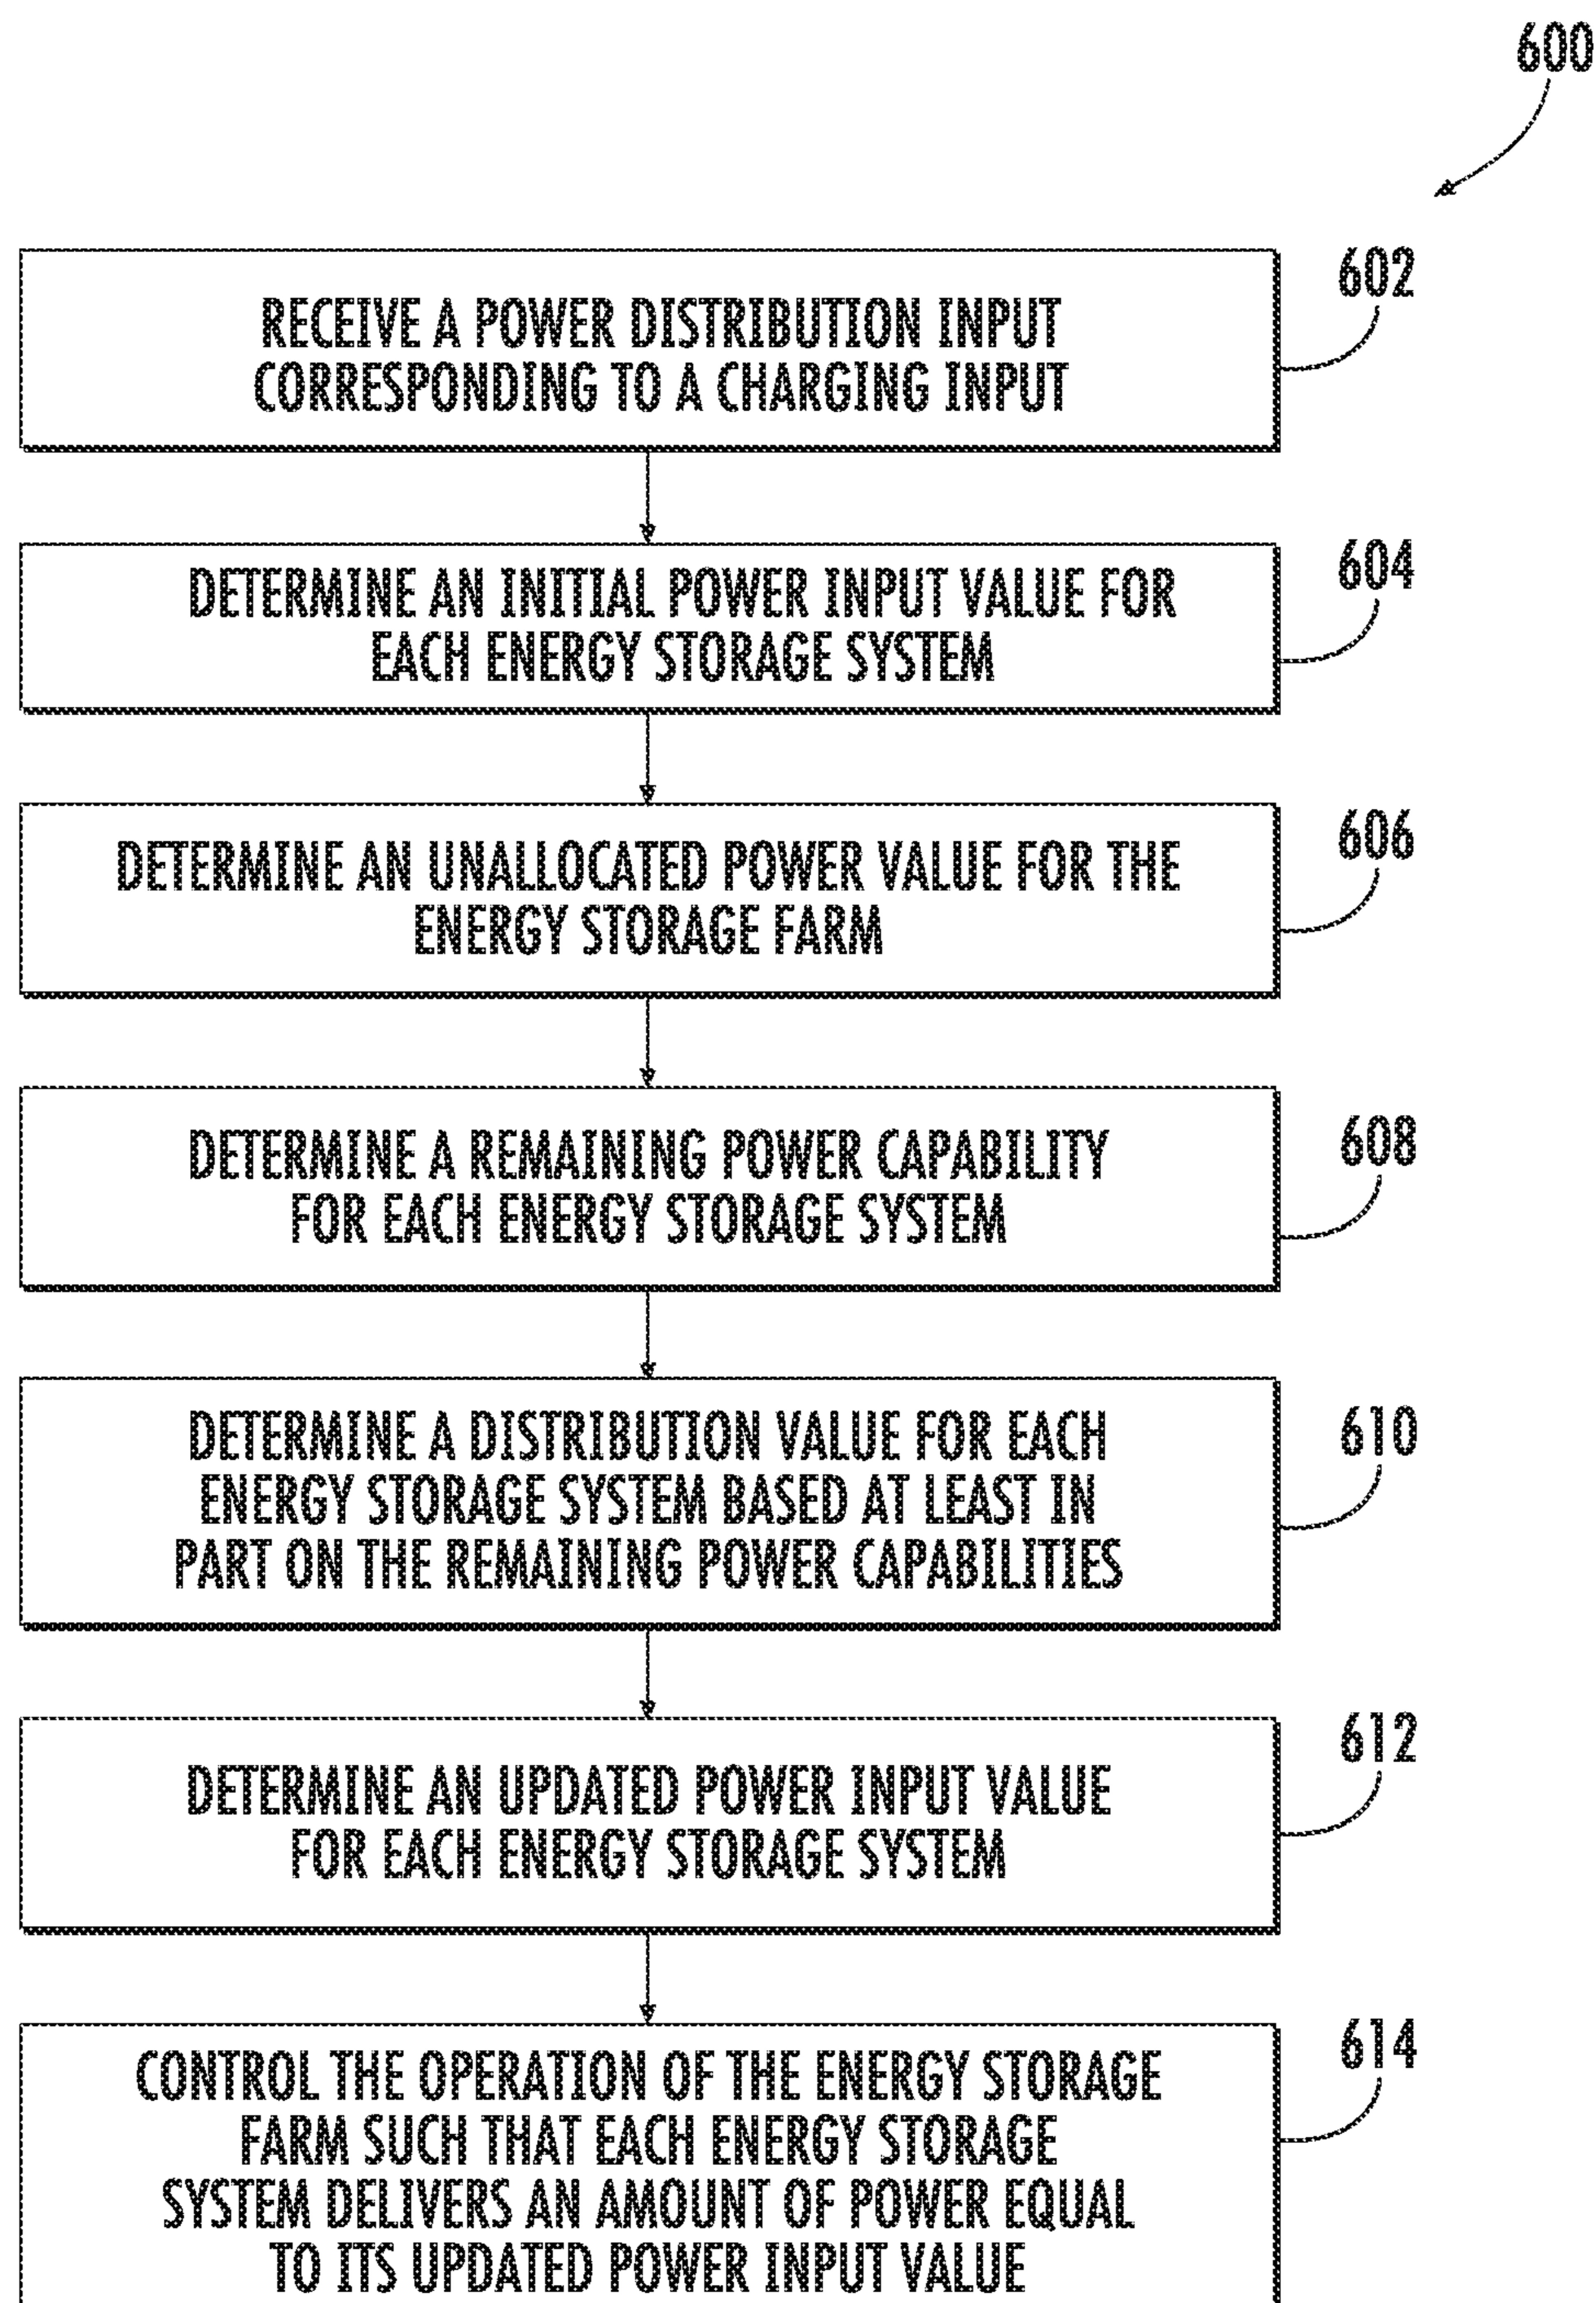 600
602
RECEIVE A POWER DISTRIBUTION INPUT
CORRESPONDING TO A CHARGING INPUT
604
DETERMINE AN INITIAL POWER INPUT VALUE FOR
EACH ENERGY STORAGE SYSTEM
606
DETERMINE AN UNALLOCATED POWER VALUE FOR THE
ENERGY STORAGE FARM
608
DETERMINE A REMAINING POWER CAPABILITY
FOR EACH ENERGY STORAGE SYSTEM
610
DETERMINE A DISTRIBUTION VALUE FOR EACH
ENERGY STORAGE SYSTEM BASED AT LEAST IN
PART ON THE REMAINING POWER CAPABILITIES
612
DETERMINE AN UPDATED POWER INPUT VALUE
FOR EACH ENERGY STORAGE SYSTEM
614
CONTROL THE OPERATION OF THE ENERGY STORAGE
FARM SUCH THAT EACH ENERGY STORAGE
SYSTEM DELIVERS AN AMOUNT OF POWER EQUAL
TO ITS UPDATED POWER INPUT VALUE